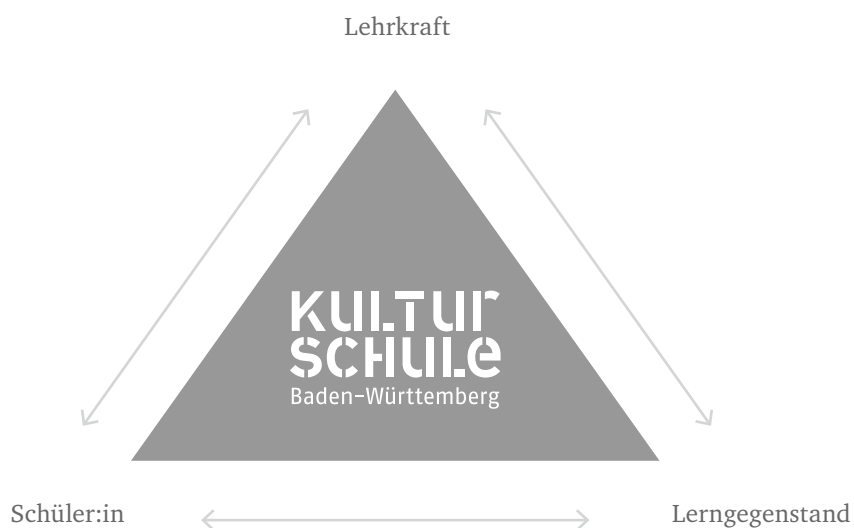 Lehrkraft
KULTUR
SCHULE
Baden-Württemberg
Schüler:in
Lerngegenstand